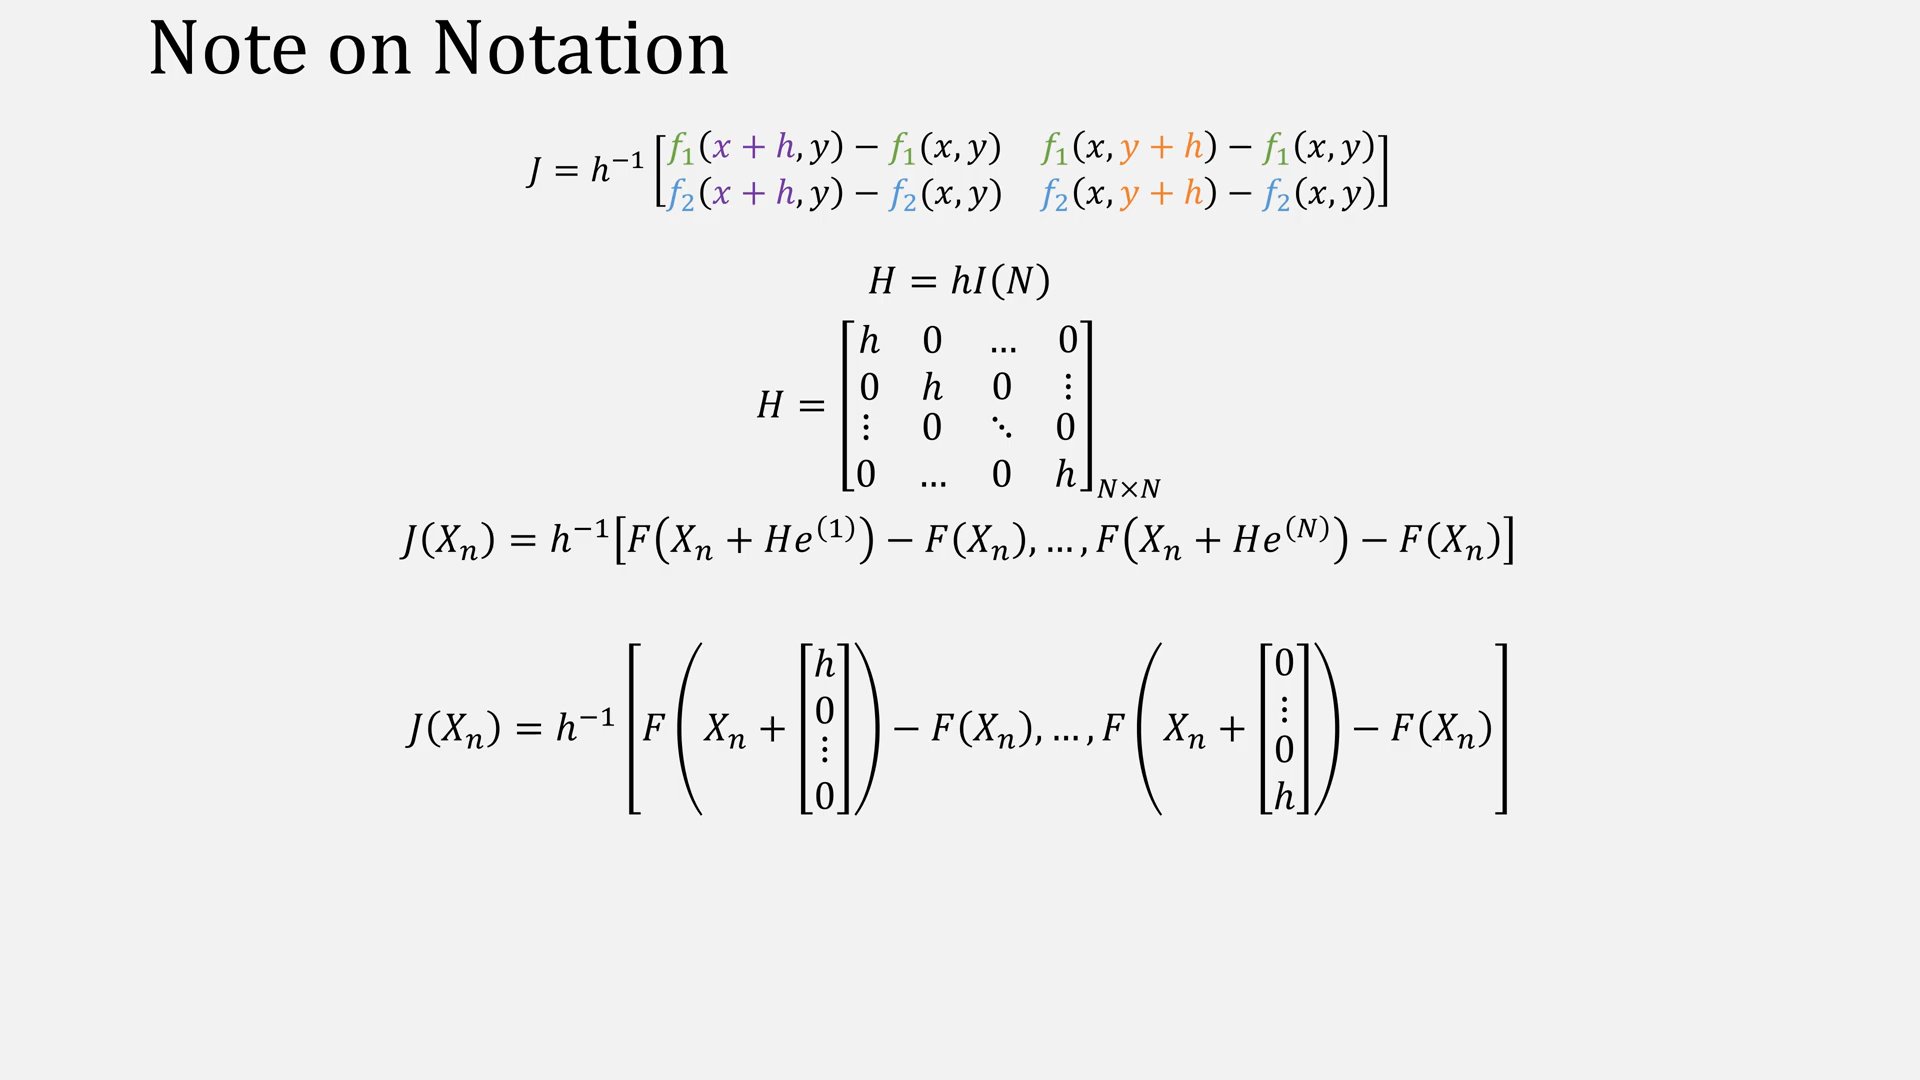 Note on Notation
J = h⁻¹ [f₁(x + h, y) − f₁(x, y) f₁(x, y + h) − f₁(x, y)
f₂(x + h, y) − f₂(x, y) f₂(x, y + h) − f₂(x, y)]
H = hI(N)
H = [h 0 … 0
0 h 0 ⋮
⋮ 0 ⋱ 0
0 … 0 h]N×N
J(Xₙ) = h⁻¹[F(Xₙ + He⁽¹⁾) − F(Xₙ), … , F(Xₙ + He⁽ᴺ⁾) − F(Xₙ)]
J(Xₙ) = h⁻¹ [F (Xₙ + [h 0 ⋮ 0]) − F(Xₙ), … , F (Xₙ + [0 ⋮ 0 h]) − F(Xₙ)]